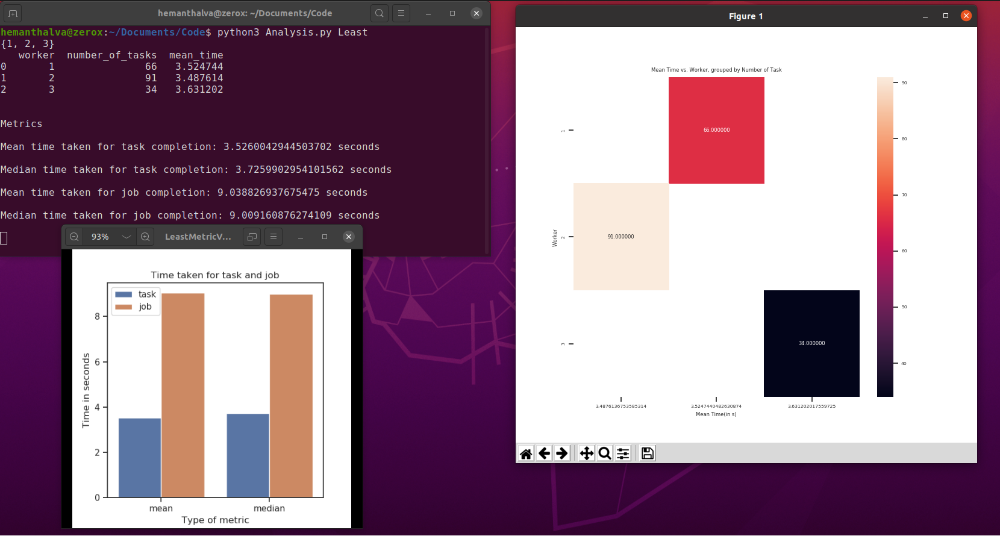 hemanthalva@zerox: ~/Documents/Code
hemanthalva@zerox:~/Documents/Code$ python3 Analysis.py Least
{1, 2, 3}
worker number_of_tasks mean_time
0 1 66 3.524744
1 2 91 3.487614
2 3 34 3.631202
Metrics
Mean time taken for task completion: 3.5260042944503702 seconds
Median time taken for task completion: 3.7259902954101562 seconds
Mean time taken for job completion: 9.038826937675475 seconds
Median time taken for job completion: 9.009160876274109 seconds
93%
LeastMetricV...
Time taken for task and job
task
job
8
6
4
2
0
Time in seconds
mean median
Type of metric
Figure 1
Mean Time vs. Worker, grouped by Number of Task
66.000000
91.000000
34.000000
1
2
3
Worker
3.4876136753585314 3.5247440482630874 3.631202017559725
Mean Time(in s)
90
80
70
60
50
40